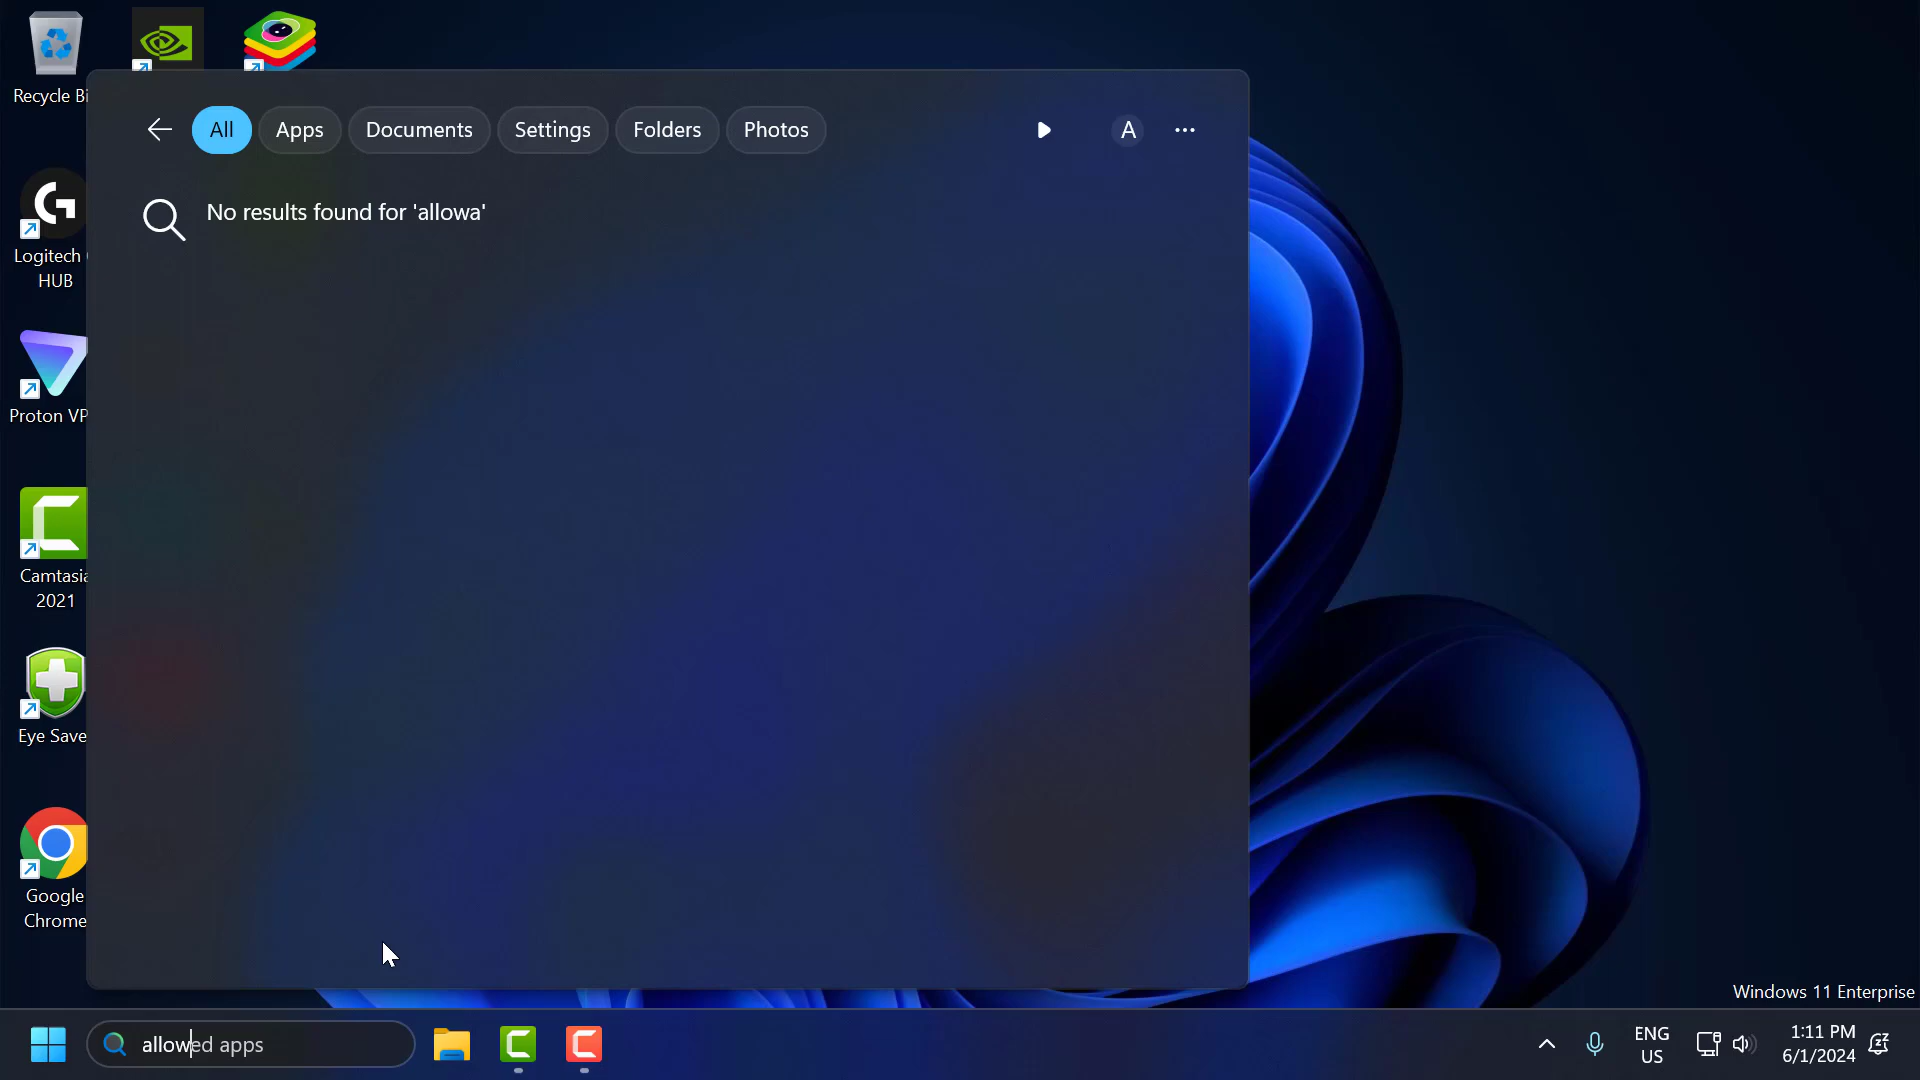 Recycle Bi
All
Apps
Documents
Settings
Folders
Photos
A
No results found for 'allowa'
Logitech
HUB
Proton VP
Camtasia
2021
Eye Save
Google
Chrome
Windows 11 Enterprise
allowed apps
ENG
US
1:11 PM
6/1/2024